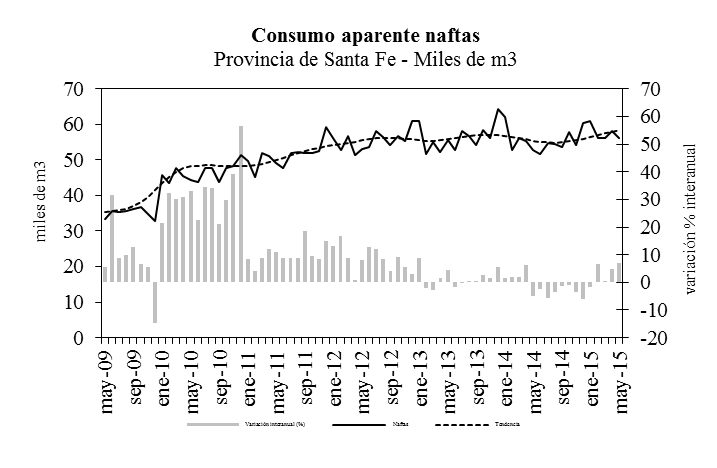 Consumo aparente naftas
Provincia de Santa Fe - Miles de m3
70
60
50
40
30
20
10
0
miles de m3
70
60
50
40
30
20
10
0
-10
-20
variación % interanual
may-09
sep-09
ene-10
may-10
sep-10
ene-11
may-11
sep-11
ene-12
may-12
sep-12
ene-13
may-13
sep-13
ene-14
may-14
sep-14
ene-15
may-15
Variación interanual (%) Naftas Tendencia